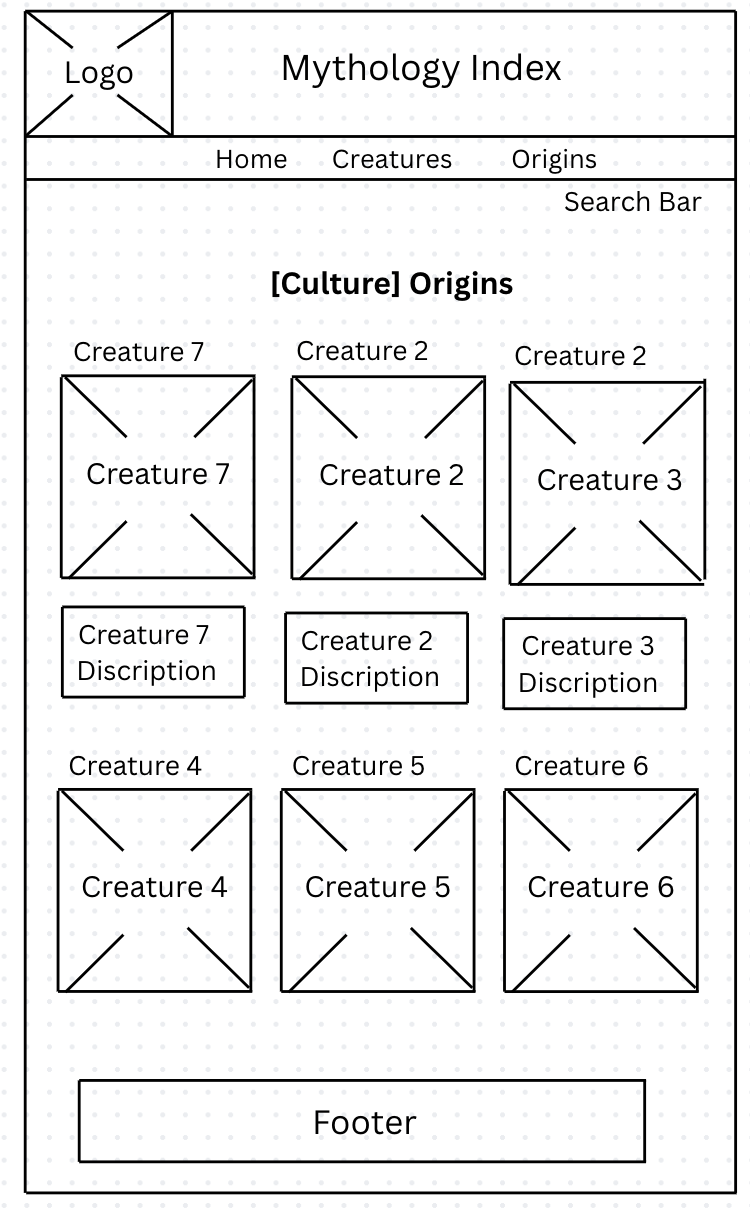 Logo
Mythology Index
Home Creatures Origins
Search Bar
[Culture] Origins
Creature 7
Creature 2
Creature 2
Creature 7
Creature 2
Creature 3
Creature 7
Discription
Creature 2
Discription
Creature 3
Discription
Creature 4
Creature 5
Creature 6
Creature 4
Creature 5
Creature 6
Footer